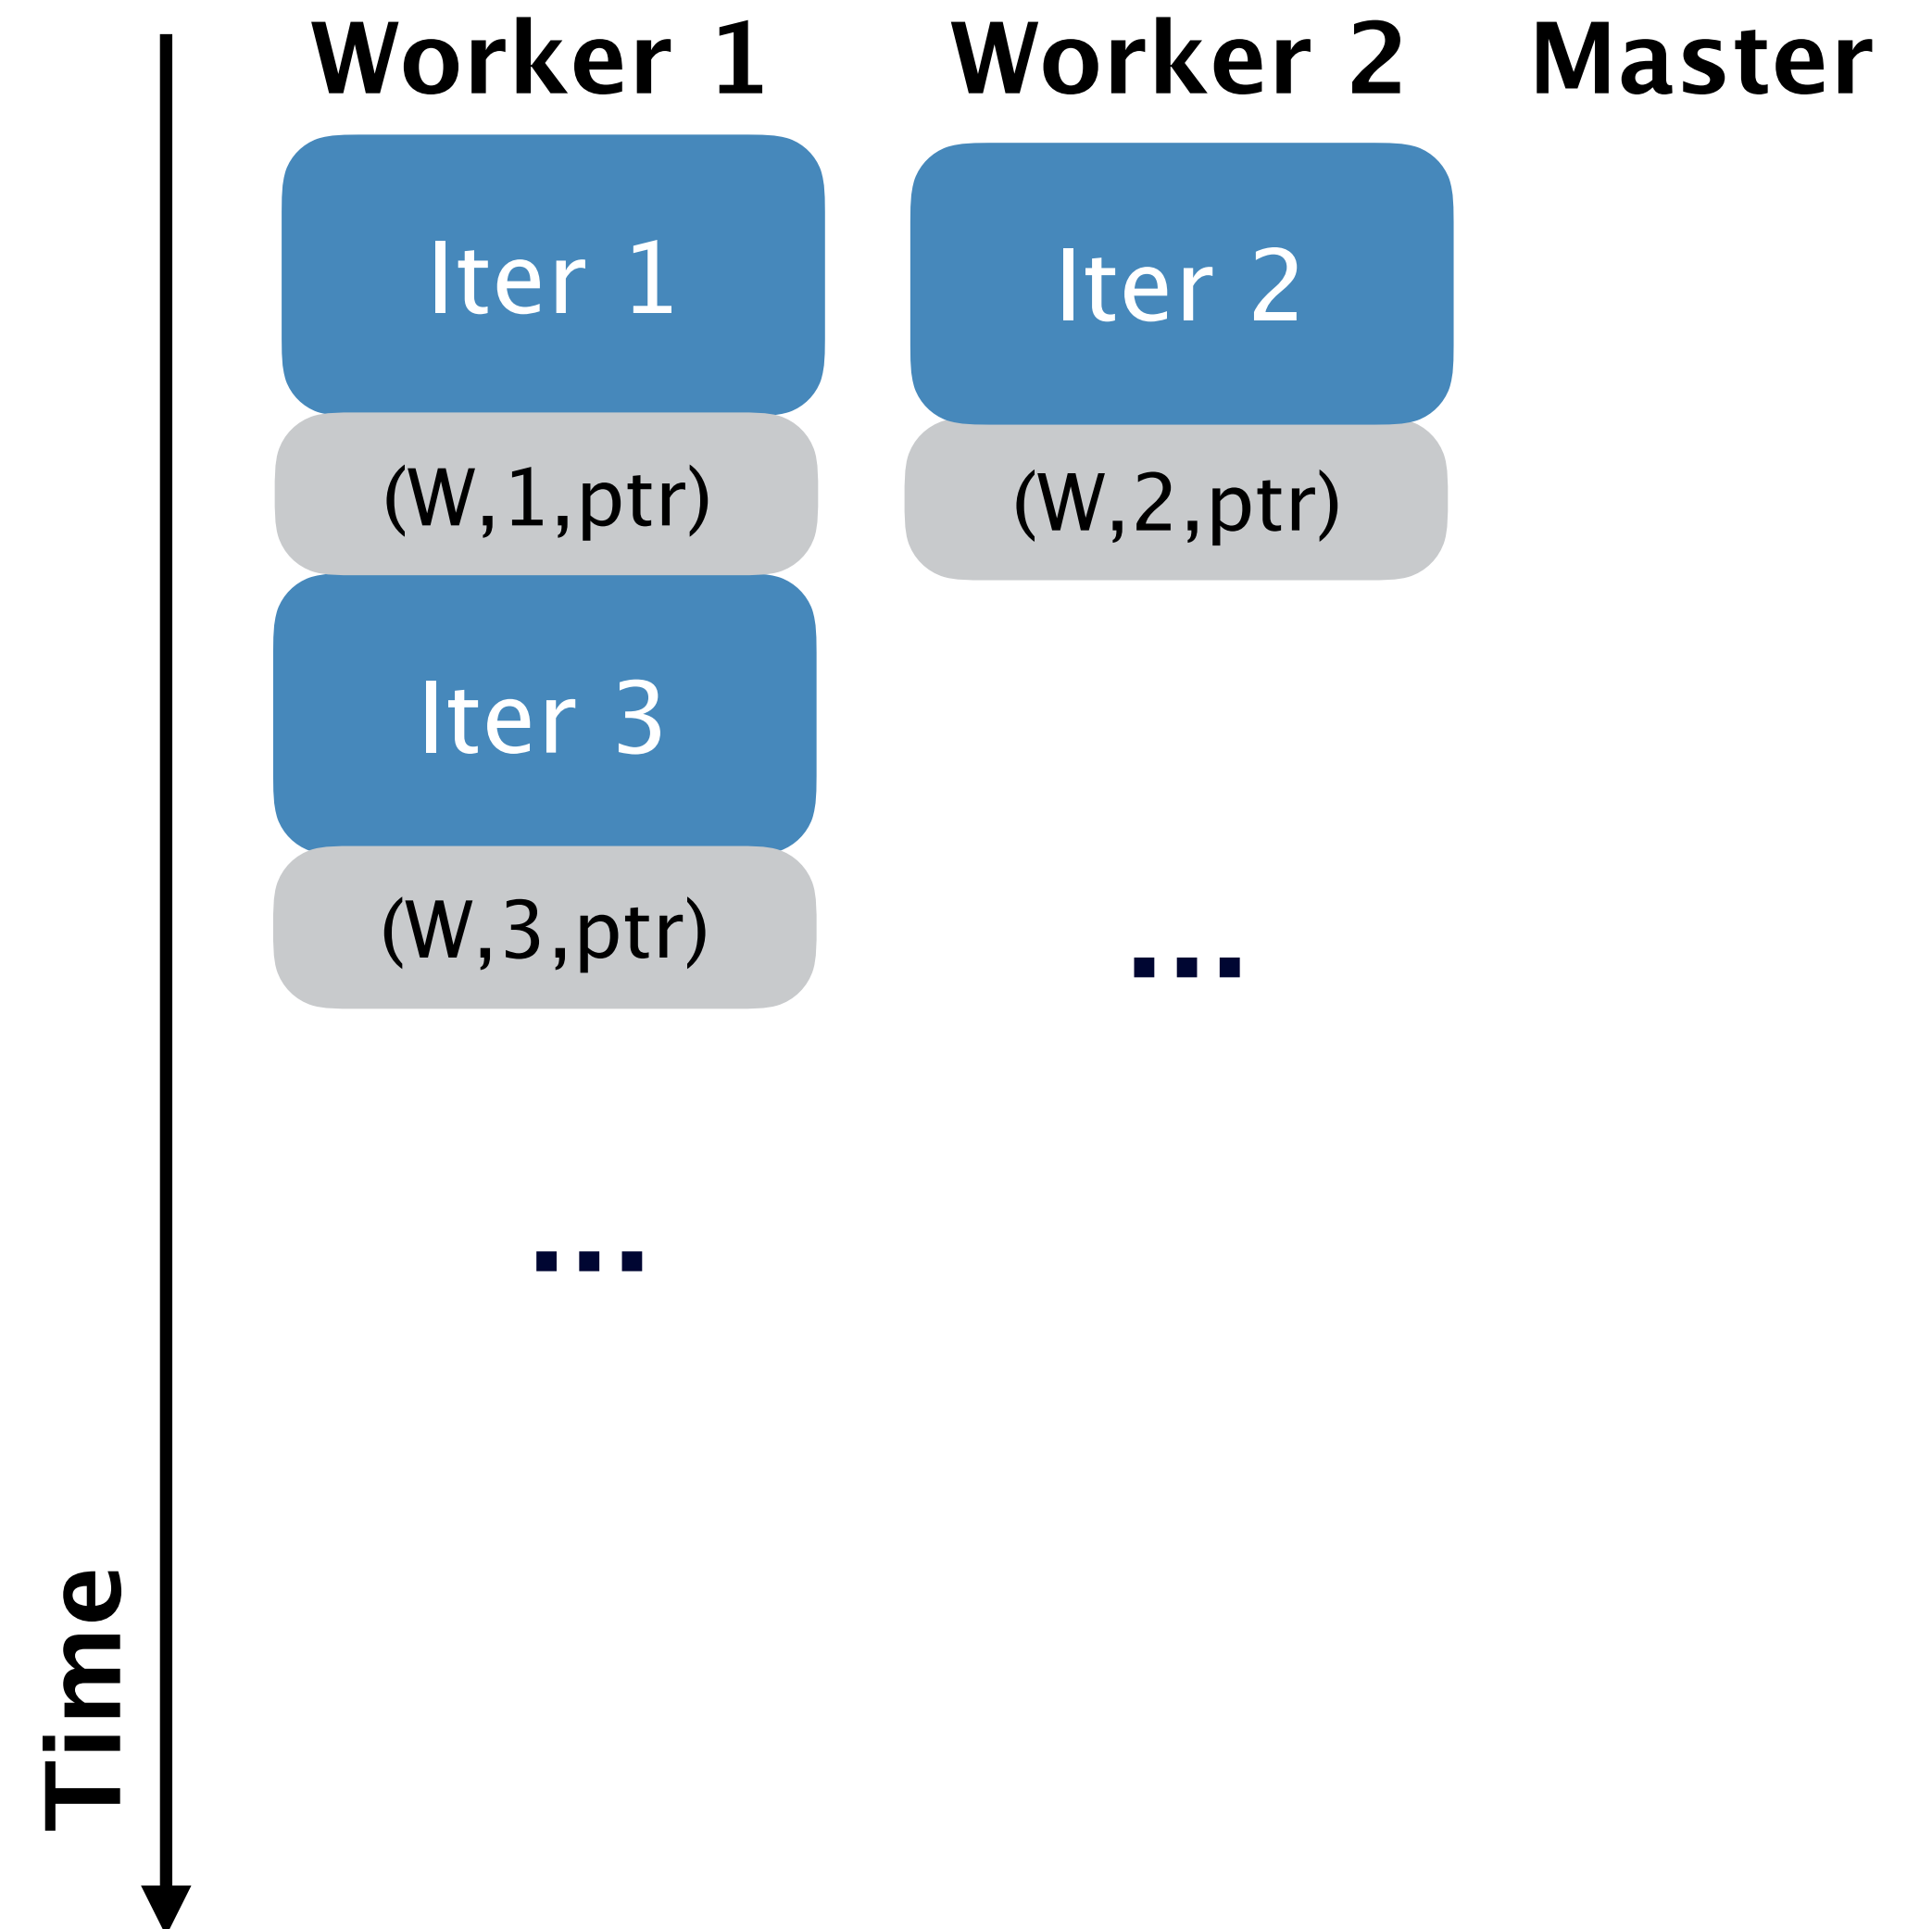 Worker 1 Worker 2 Master
Iter 1 Iter 2
(W,1,ptr) (W,2,ptr)
Iter 3
(W,3,ptr)
...
...
Time